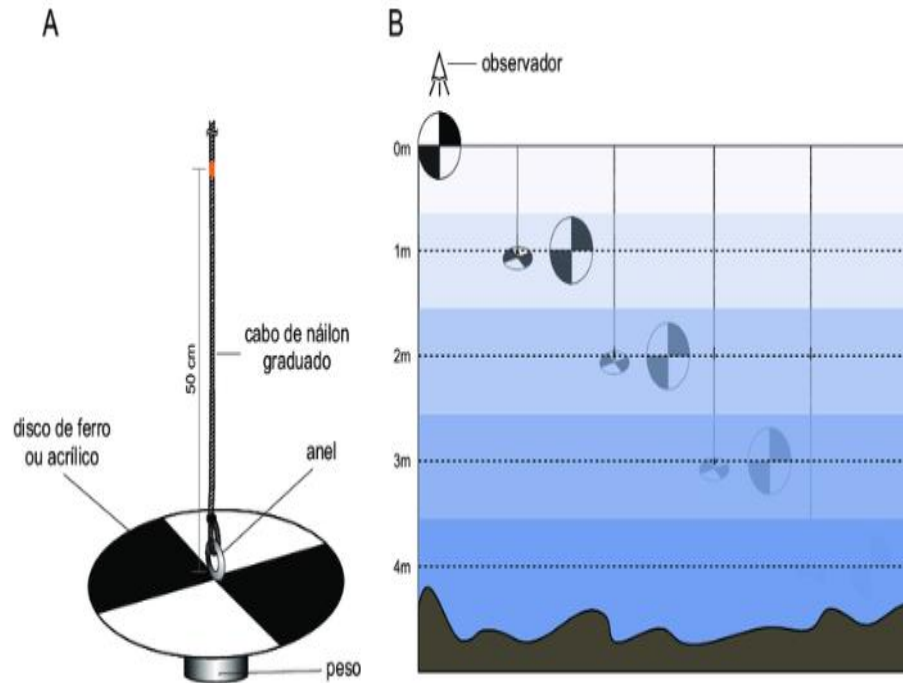 A
50 cm
cabo de náilon
graduado
disco de ferro
ou acrílico
anel
peso
B
observador
0m
1m
2m
3m
4m